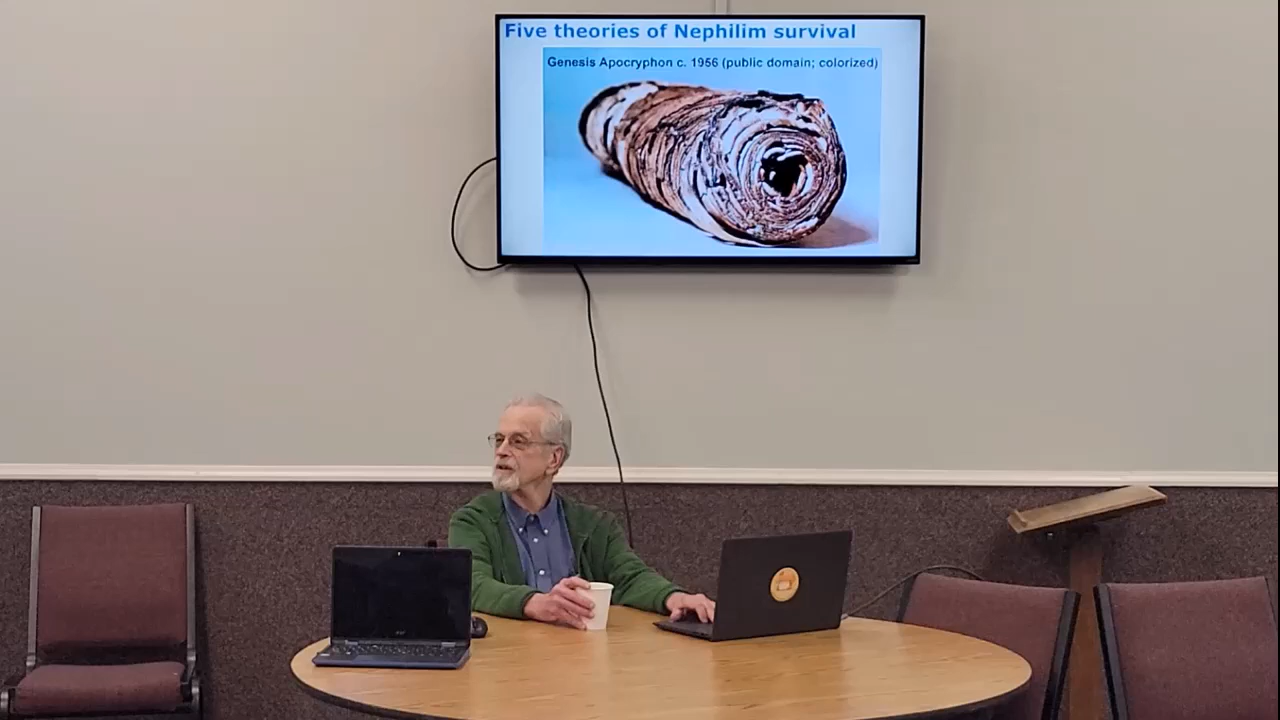 Five theories of Nephilim survival
Genesis Apocryphon c. 1956 (public domain; colorized)